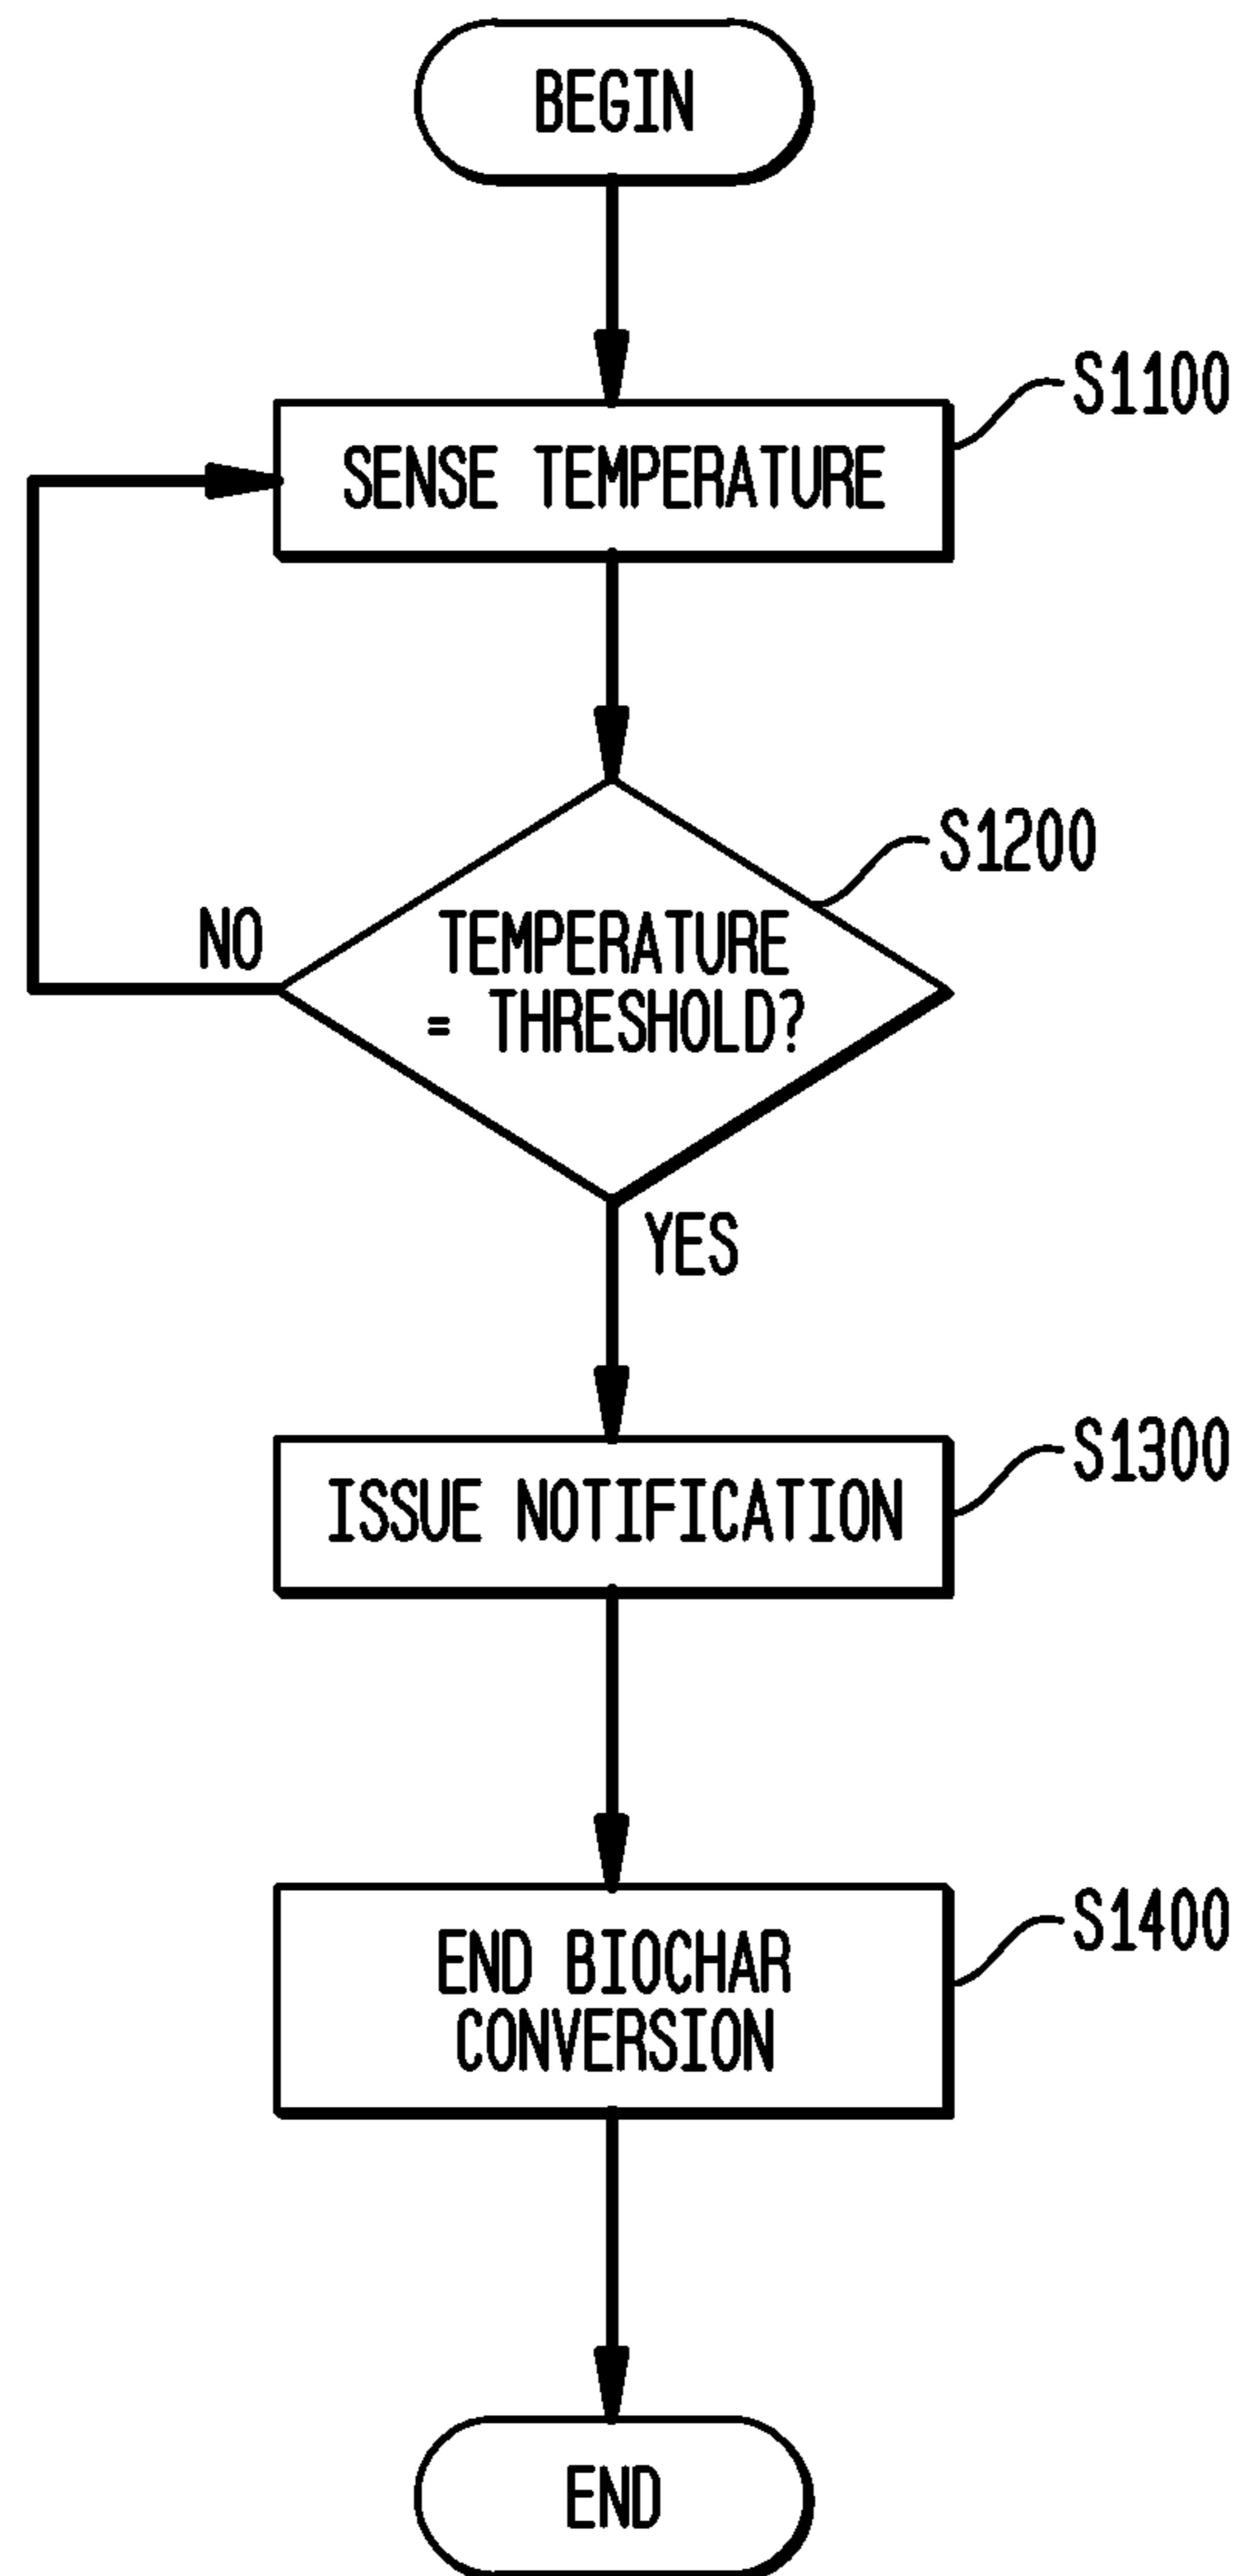 BEGIN
S1100
SENSE TEMPERATURE
S1200
NO
TEMPERATURE
= THRESHOLD?
YES
S1300
ISSUE NOTIFICATION
S1400
END BIOCHAR
CONVERSION
END